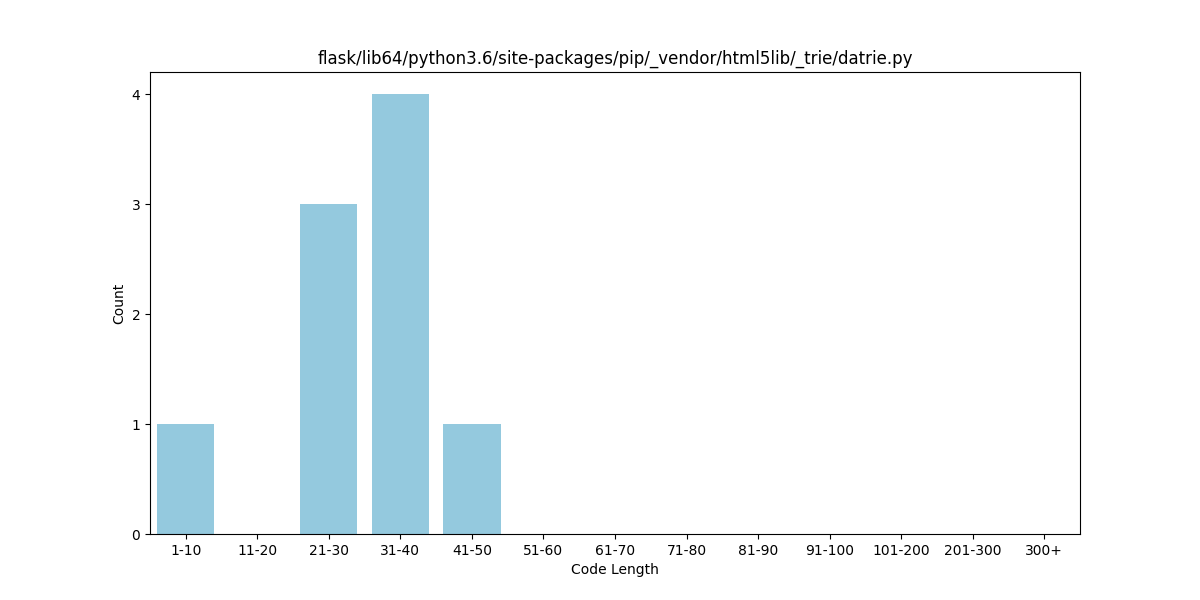 flask/lib64/python3.6/site-packages/pip/_vendor/html5lib/_trie/datrie.py
4
3
2
1
0
Count
1-10 11-20 21-30 31-40 41-50 51-60 61-70 71-80 81-90 91-100 101-200 201-300 300+
Code Length